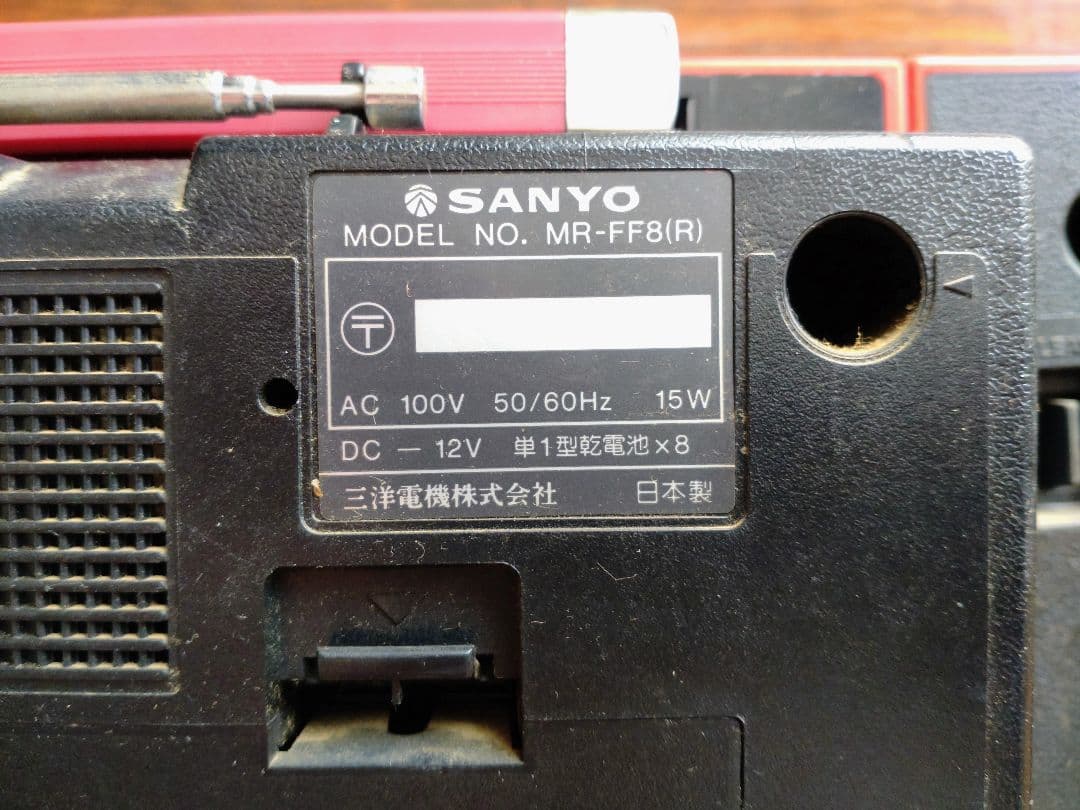 SANYO
MODEL NO. MR-FF8(R)
〒
AC 100V 50/60Hz 15W
DC — 12V 単1型乾電池×8
三洋電機株式会社 日本製